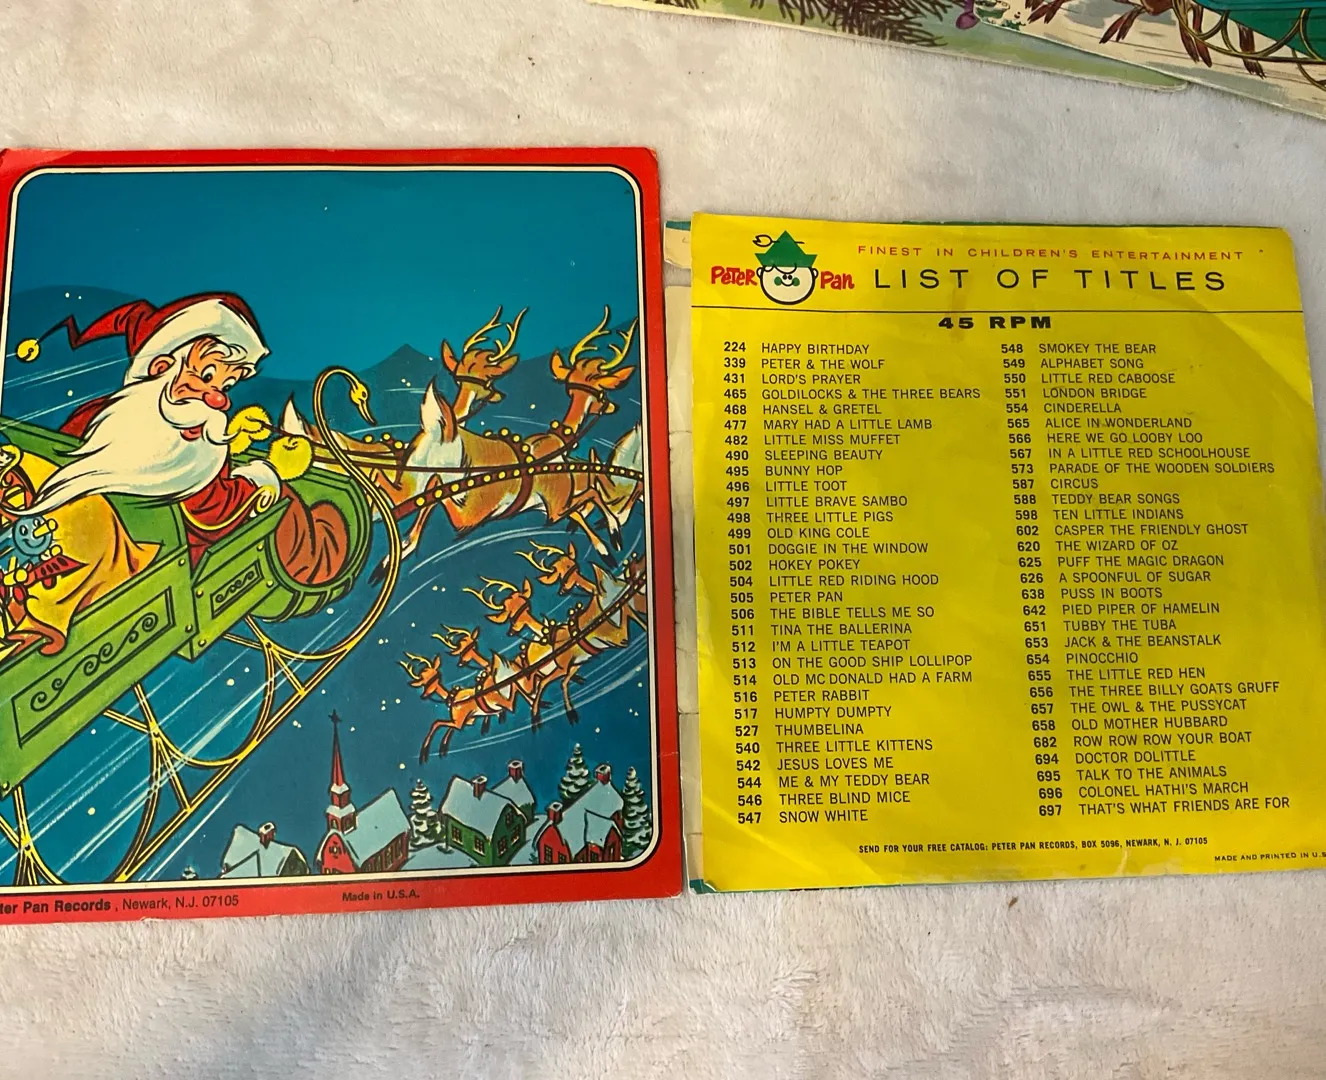 ter Pan Records , Newark, N.J. 07105
Made in U.S.A.
PETER Pan
FINEST IN CHILDREN'S ENTERTAINMENT
LIST OF TITLES
45 RPM
224 HAPPY BIRTHDAY
339 PETER & THE WOLF
431 LORD'S PRAYER
465 GOLDILOCKS & THE THREE BEARS
468 HANSEL & GRETEL
477 MARY HAD A LITTLE LAMB
482 LITTLE MISS MUFFET
490 SLEEPING BEAUTY
495 BUNNY HOP
496 LITTLE TOOT
497 LITTLE BRAVE SAMBO
498 THREE LITTLE PIGS
499 OLD KING COLE
501 DOGGIE IN THE WINDOW
502 HOKEY POKEY
504 LITTLE RED RIDING HOOD
505 PETER PAN
506 THE BIBLE TELLS ME SO
511 TINA THE BALLERINA
512 I'M A LITTLE TEAPOT
513 ON THE GOOD SHIP LOLLIPOP
514 OLD MC DONALD HAD A FARM
516 PETER RABBIT
517 HUMPTY DUMPTY
527 THUMBELINA
540 THREE LITTLE KITTENS
542 JESUS LOVES ME
544 ME & MY TEDDY BEAR
546 THREE BLIND MICE
547 SNOW WHITE
548 SMOKEY THE BEAR
549 ALPHABET SONG
550 LITTLE RED CABOOSE
551 LONDON BRIDGE
554 CINDERELLA
565 ALICE IN WONDERLAND
566 HERE WE GO LOOBY LOO
567 IN A LITTLE RED SCHOOLHOUSE
573 PARADE OF THE WOODEN SOLDIERS
587 CIRCUS
588 TEDDY BEAR SONGS
598 TEN LITTLE INDIANS
602 CASPER THE FRIENDLY GHOST
620 THE WIZARD OF OZ
625 PUFF THE MAGIC DRAGON
626 A SPOONFUL OF SUGAR
638 PUSS IN BOOTS
642 PIED PIPER OF HAMELIN
651 TUBBY THE TUBA
653 JACK & THE BEANSTALK
654 PINOCCHIO
655 THE LITTLE RED HEN
656 THE THREE BILLY GOATS GRUFF
657 THE OWL & THE PUSSYCAT
658 OLD MOTHER HUBBARD
682 ROW ROW ROW YOUR BOAT
694 DOCTOR DOLITTLE
695 TALK TO THE ANIMALS
696 COLONEL HATHI'S MARCH
697 THAT'S WHAT FRIENDS ARE FOR
SEND FOR YOUR FREE CATALOG: PETER PAN RECORDS, BOX 5096, NEWARK, N. J. 07105
MADE AND PRINTED IN U.S